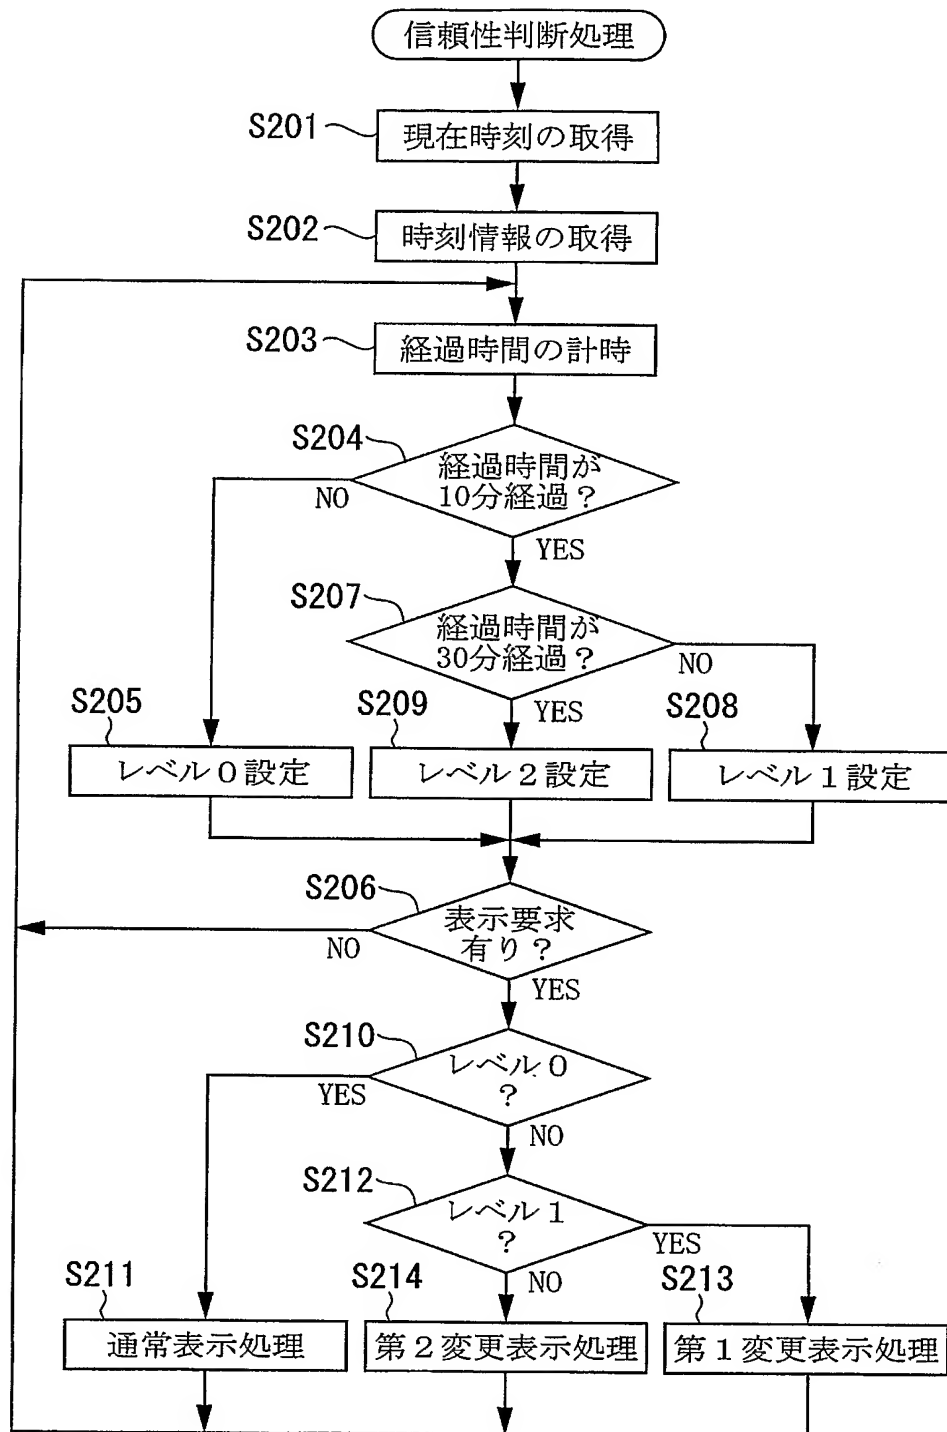 信頼性判断処理
S201
現在時刻の取得
S202
時刻情報の取得
S203
経過時間の計時
S204
経過時間が
10分経過？
NO
YES
S207
経過時間が
30分経過？
NO
YES
S205
レベル０設定
S209
レベル２設定
S208
レベル１設定
S206
表示要求
有り？
NO
YES
S210
レベル０
？
YES
NO
S212
レベル１
？
YES
NO
S211
通常表示処理
S214
第２変更表示処理
S213
第１変更表示処理